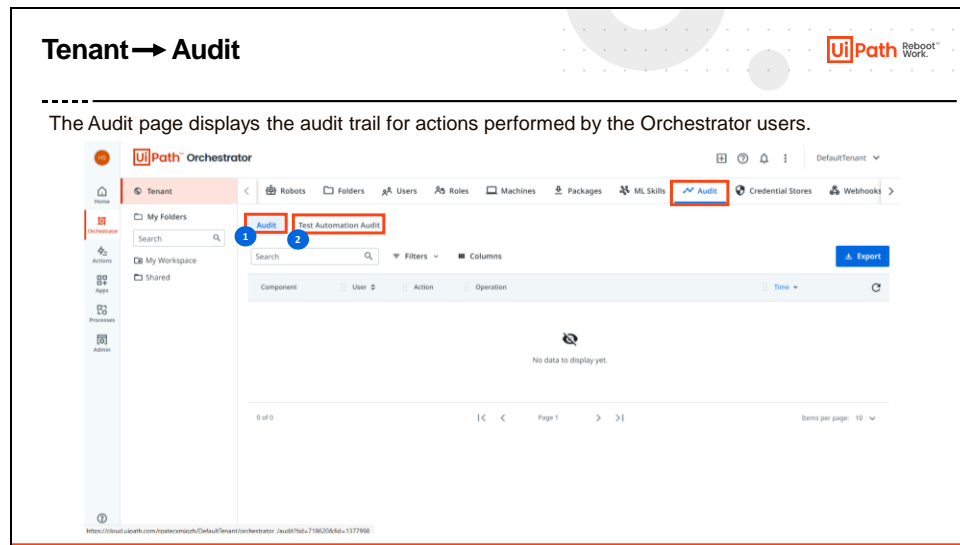 Tenant → Audit
UiPath Reboot Work.™
The Audit page displays the audit trail for actions performed by the Orchestrator users.
HS
UiPath™ Orchestrator
DefaultTenant
Home
Tenant
Robots Folders Users Roles Machines Packages ML Skills Audit Credential Stores Webhooks
Orchestrator
My Folders
Audit Test Automation Audit
1 2
Search
Search Filters Columns Export
Actions
My Workspace
Shared
Component User Action Operation Time
Apps
Processes
Admin
No data to display yet.
0 of 0 Page 1 Items per page: 10